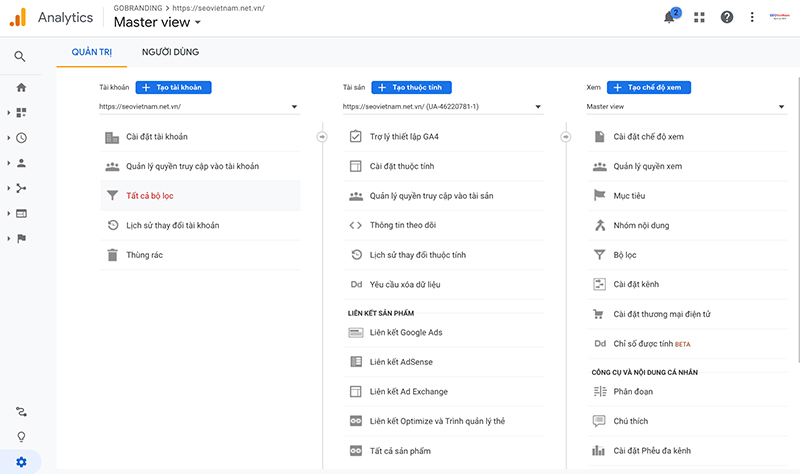 Analytics
GOBRANDING > https://seovietnam.net.vn/
Master view
2
QUẢN TRỊ
NGƯỜI DÙNG
Tài khoản
+ Tạo tài khoản
https://seovietnam.net.vn/
Cài đặt tài khoản
Quản lý quyền truy cập vào tài khoản
Tất cả bộ lọc
Lịch sử thay đổi tài khoản
Thùng rác
Tài sản
+ Tạo thuộc tính
https://seovietnam.net.vn/ (UA-46220781-1)
Trợ lý thiết lập GA4
Cài đặt thuộc tính
Quản lý quyền truy cập vào tài sản
Thông tin theo dõi
Lịch sử thay đổi thuộc tính
Dd Yêu cầu xóa dữ liệu
LIÊN KẾT SẢN PHẨM
Liên kết Google Ads
Liên kết AdSense
Liên kết Ad Exchange
Liên kết Optimize và Trình quản lý thẻ
Tất cả sản phẩm
Xem
+ Tạo chế độ xem
Master view
Cài đặt chế độ xem
Quản lý quyền xem
Mục tiêu
Nhóm nội dung
Bộ lọc
Cài đặt kênh
Cài đặt thương mại điện tử
Dd Chỉ số được tính BETA
CÔNG CỤ VÀ NỘI DUNG CÁ NHÂN
Phân đoạn
Chú thích
Cài đặt Phễu đa kênh